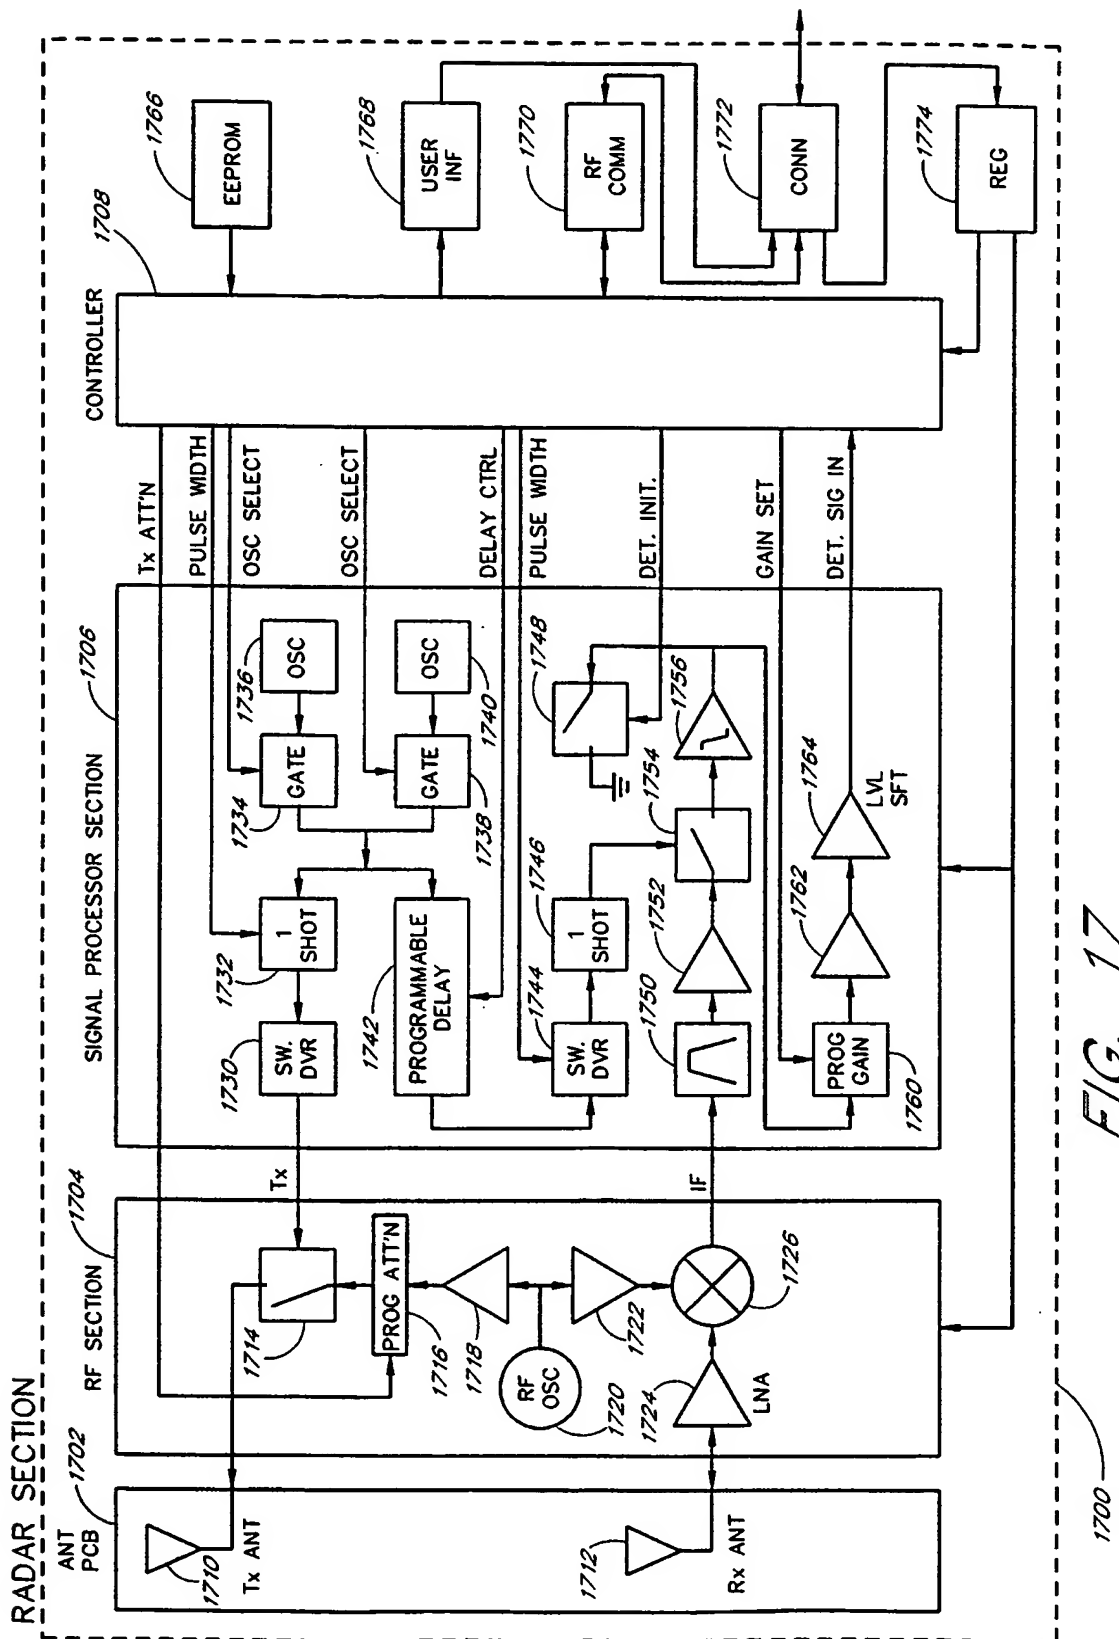 RADAR SECTION
ANT
PCB
1702
1710
Tx ANT
1712
Rx ANT
RF SECTION
1704
1714
PROG ATT'N
1716
1718
RF
OSC
1720
1722
1724
LNA
1726
Tx
IF
SIGNAL PROCESSOR SECTION
1706
SW.
DVR
1730
1
SHOT
1732
GATE
1734
OSC
1736
GATE
1738
OSC
1740
PROGRAMMABLE
DELAY
1742
SW.
DVR
1744
1
SHOT
1746
1748
1750
1752
1754
1756
PROG
GAIN
1760
1762
1764
LVL
SFT
Tx ATT'N
PULSE WIDTH
OSC SELECT
OSC SELECT
DELAY CTRL
PULSE WIDTH
DET. INIT.
GAIN SET
DET. SIG IN
CONTROLLER
1708
EEPROM
1766
USER
INF
1768
RF
COMM
1770
CONN
1772
REG
1774
1700
FIG. 17